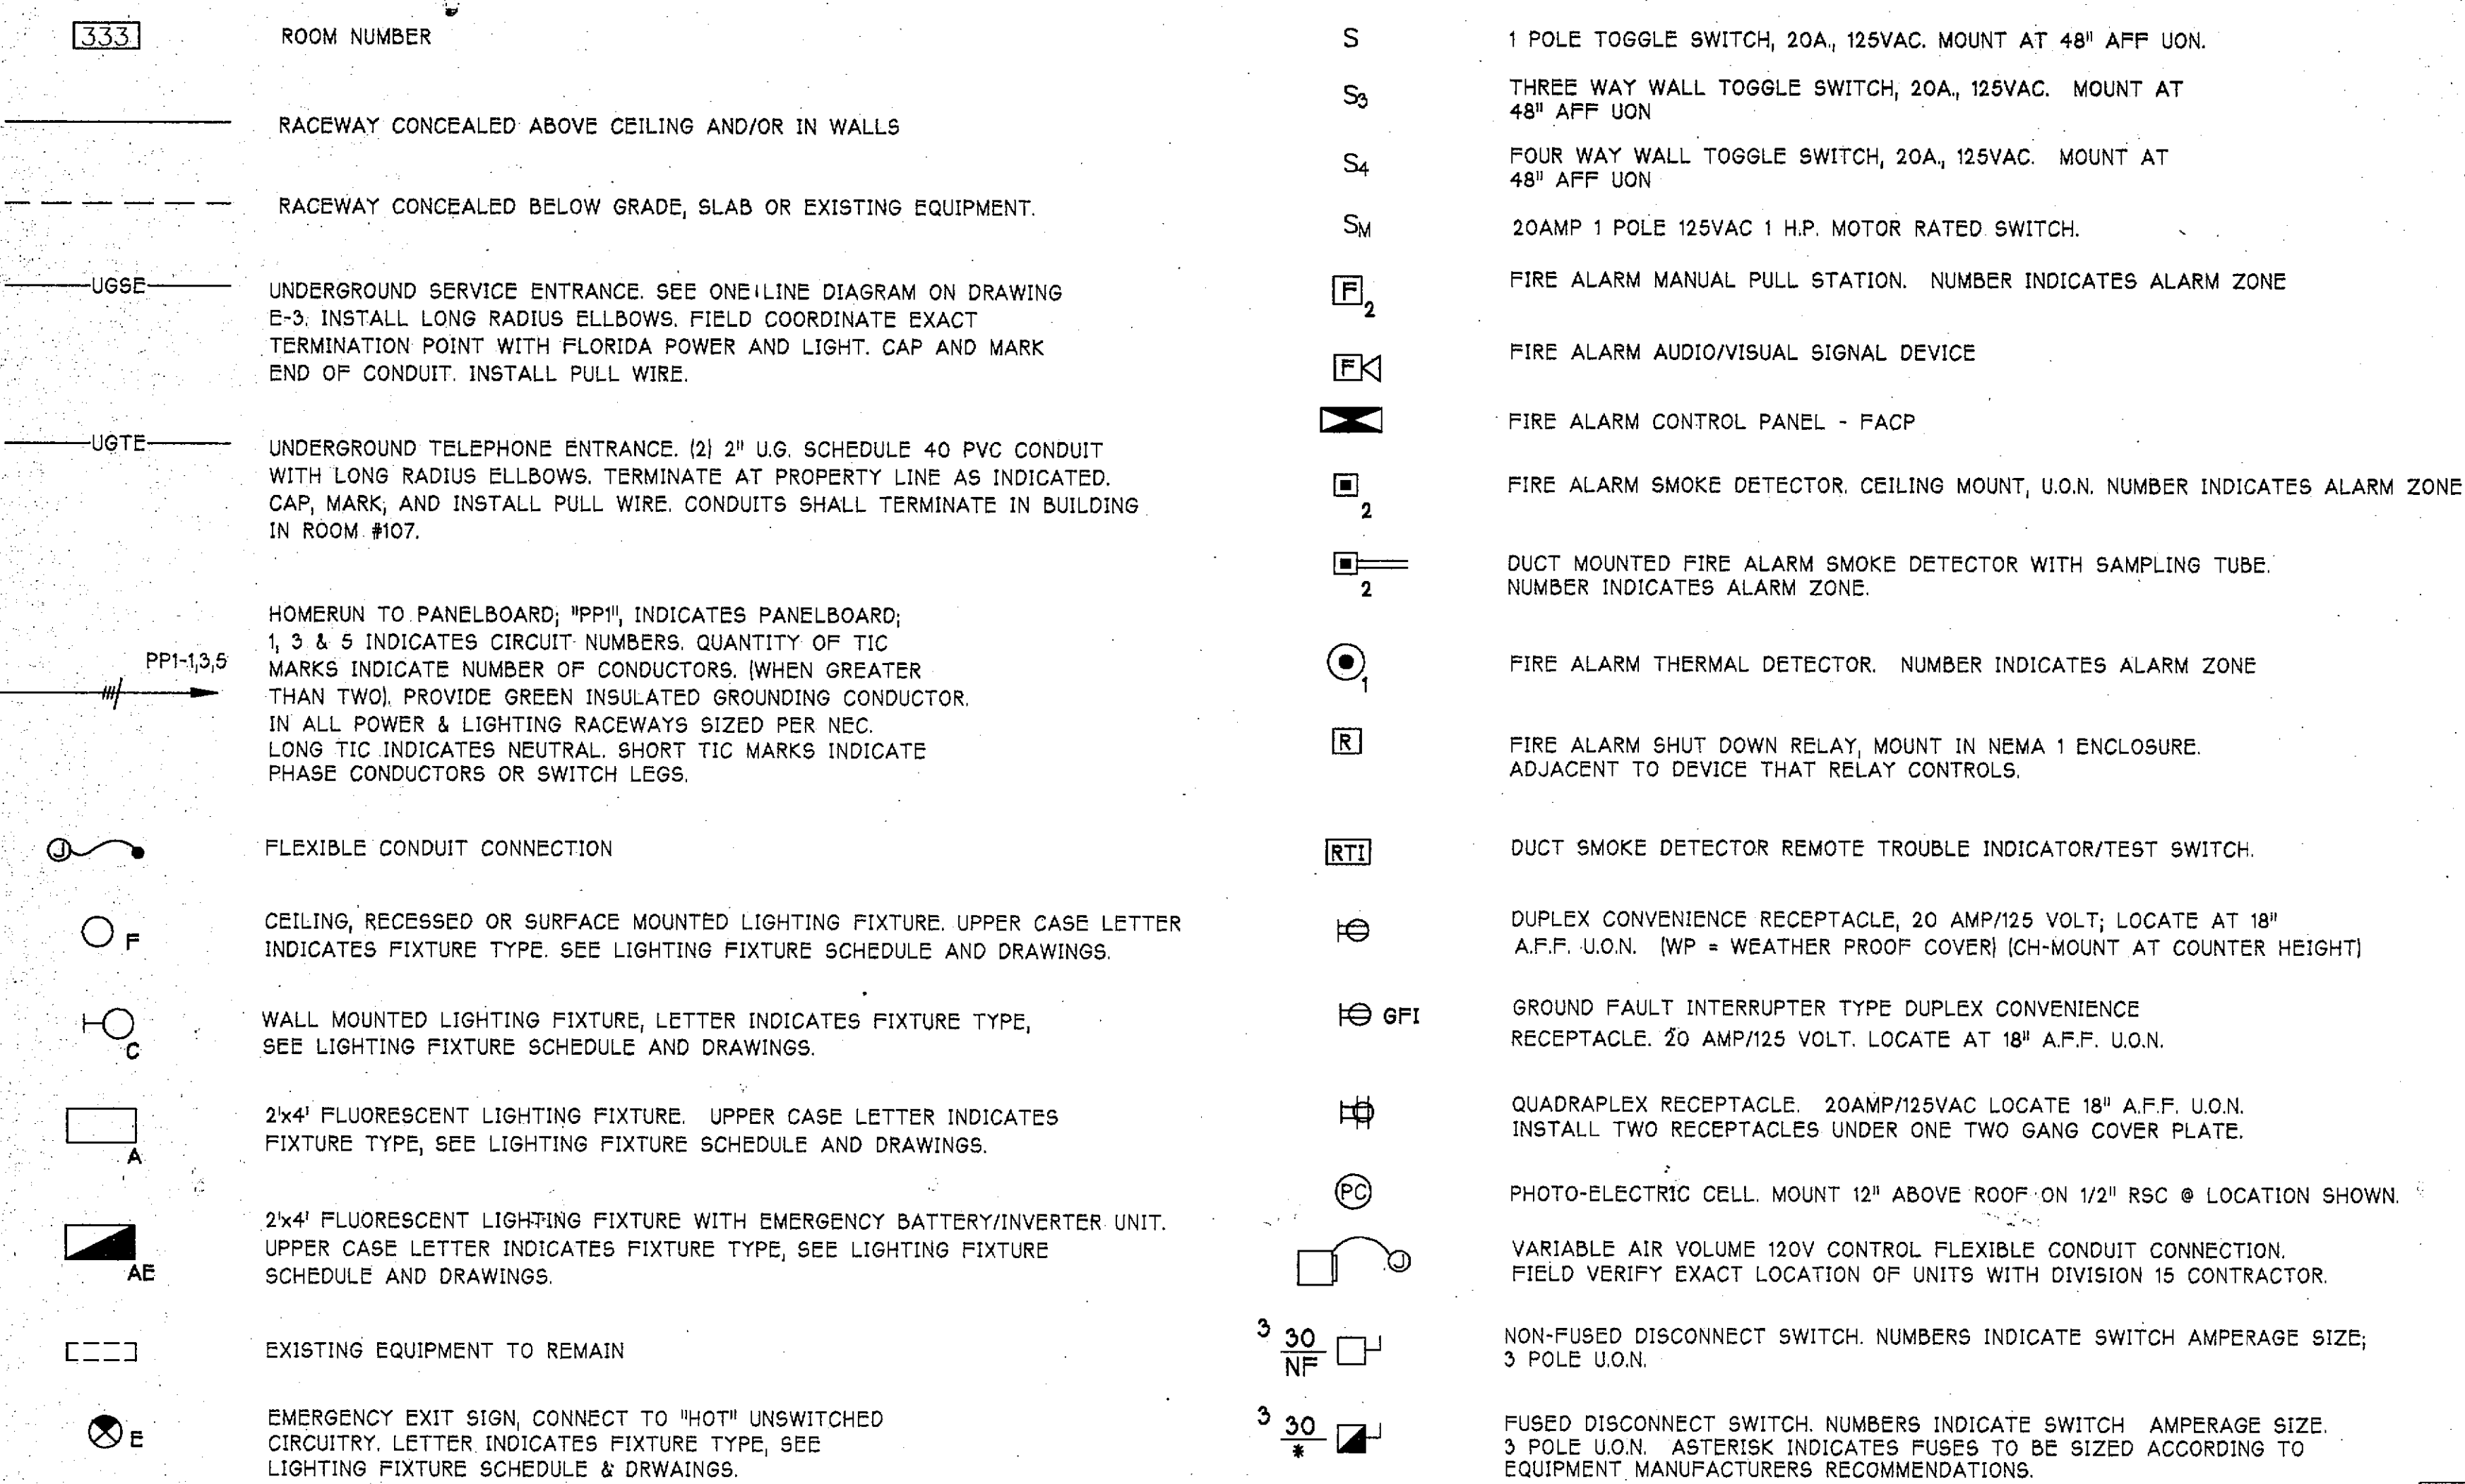 333 ROOM NUMBER
RACEWAY CONCEALED ABOVE CEILING AND/OR IN WALLS
RACEWAY CONCEALED BELOW GRADE, SLAB OR EXISTING EQUIPMENT.
UGSE UNDERGROUND SERVICE ENTRANCE. SEE ONE LINE DIAGRAM ON DRAWING
E-3. INSTALL LONG RADIUS ELLBOWS. FIELD COORDINATE EXACT
TERMINATION POINT WITH FLORIDA POWER AND LIGHT. CAP AND MARK
END OF CONDUIT. INSTALL PULL WIRE.
UGTE UNDERGROUND TELEPHONE ENTRANCE. (2) 2" U.G. SCHEDULE 40 PVC CONDUIT
WITH LONG RADIUS ELLBOWS. TERMINATE AT PROPERTY LINE AS INDICATED.
CAP, MARK, AND INSTALL PULL WIRE. CONDUITS SHALL TERMINATE IN BUILDING
IN ROOM #107.
HOMERUN TO PANELBOARD; "PP1", INDICATES PANELBOARD;
1, 3 & 5 INDICATES CIRCUIT NUMBERS. QUANTITY OF TIC
PP1-1,3,5 MARKS INDICATE NUMBER OF CONDUCTORS. (WHEN GREATER
THAN TWO). PROVIDE GREEN INSULATED GROUNDING CONDUCTOR.
IN ALL POWER & LIGHTING RACEWAYS SIZED PER NEC.
LONG TIC INDICATES NEUTRAL. SHORT TIC MARKS INDICATE
PHASE CONDUCTORS OR SWITCH LEGS.
J FLEXIBLE CONDUIT CONNECTION
F CEILING, RECESSED OR SURFACE MOUNTED LIGHTING FIXTURE. UPPER CASE LETTER
INDICATES FIXTURE TYPE. SEE LIGHTING FIXTURE SCHEDULE AND DRAWINGS.
C WALL MOUNTED LIGHTING FIXTURE, LETTER INDICATES FIXTURE TYPE,
SEE LIGHTING FIXTURE SCHEDULE AND DRAWINGS.
A 2'x4' FLUORESCENT LIGHTING FIXTURE. UPPER CASE LETTER INDICATES
FIXTURE TYPE, SEE LIGHTING FIXTURE SCHEDULE AND DRAWINGS.
2'x4' FLUORESCENT LIGHTING FIXTURE WITH EMERGENCY BATTERY/INVERTER UNIT.
UPPER CASE LETTER INDICATES FIXTURE TYPE, SEE LIGHTING FIXTURE
AE SCHEDULE AND DRAWINGS.
EXISTING EQUIPMENT TO REMAIN
E EMERGENCY EXIT SIGN, CONNECT TO "HOT" UNSWITCHED
CIRCUITRY. LETTER INDICATES FIXTURE TYPE, SEE
LIGHTING FIXTURE SCHEDULE & DRWAINGS.
S 1 POLE TOGGLE SWITCH, 20A., 125VAC. MOUNT AT 48" AFF UON.
S3 THREE WAY WALL TOGGLE SWITCH, 20A., 125VAC. MOUNT AT
48" AFF UON
S4 FOUR WAY WALL TOGGLE SWITCH, 20A., 125VAC. MOUNT AT
48" AFF UON
SM 20AMP 1 POLE 125VAC 1 H.P. MOTOR RATED SWITCH.
F 2 FIRE ALARM MANUAL PULL STATION. NUMBER INDICATES ALARM ZONE
F FIRE ALARM AUDIO/VISUAL SIGNAL DEVICE
FIRE ALARM CONTROL PANEL - FACP
2 FIRE ALARM SMOKE DETECTOR. CEILING MOUNT, U.O.N. NUMBER INDICATES ALARM ZONE
2 DUCT MOUNTED FIRE ALARM SMOKE DETECTOR WITH SAMPLING TUBE.
NUMBER INDICATES ALARM ZONE.
1 FIRE ALARM THERMAL DETECTOR. NUMBER INDICATES ALARM ZONE
R FIRE ALARM SHUT DOWN RELAY, MOUNT IN NEMA 1 ENCLOSURE.
ADJACENT TO DEVICE THAT RELAY CONTROLS.
RTI DUCT SMOKE DETECTOR REMOTE TROUBLE INDICATOR/TEST SWITCH.
DUPLEX CONVENIENCE RECEPTACLE, 20 AMP/125 VOLT; LOCATE AT 18"
A.F.F. U.O.N. (WP = WEATHER PROOF COVER) (CH-MOUNT AT COUNTER HEIGHT)
GFI GROUND FAULT INTERRUPTER TYPE DUPLEX CONVENIENCE
RECEPTACLE. 20 AMP/125 VOLT. LOCATE AT 18" A.F.F. U.O.N.
QUADRAPLEX RECEPTACLE. 20AMP/125VAC LOCATE 18" A.F.F. U.O.N.
INSTALL TWO RECEPTACLES UNDER ONE TWO GANG COVER PLATE.
PC PHOTO-ELECTRIC CELL. MOUNT 12" ABOVE ROOF ON 1/2" RSC @ LOCATION SHOWN.
J VARIABLE AIR VOLUME 120V CONTROL FLEXIBLE CONDUIT CONNECTION.
FIELD VERIFY EXACT LOCATION OF UNITS WITH DIVISION 15 CONTRACTOR.
3 30/NF NON-FUSED DISCONNECT SWITCH. NUMBERS INDICATE SWITCH AMPERAGE SIZE;
3 POLE U.O.N.
3 30/* FUSED DISCONNECT SWITCH. NUMBERS INDICATE SWITCH AMPERAGE SIZE.
3 POLE U.O.N. ASTERISK INDICATES FUSES TO BE SIZED ACCORDING TO
EQUIPMENT MANUFACTURERS RECOMMENDATIONS.